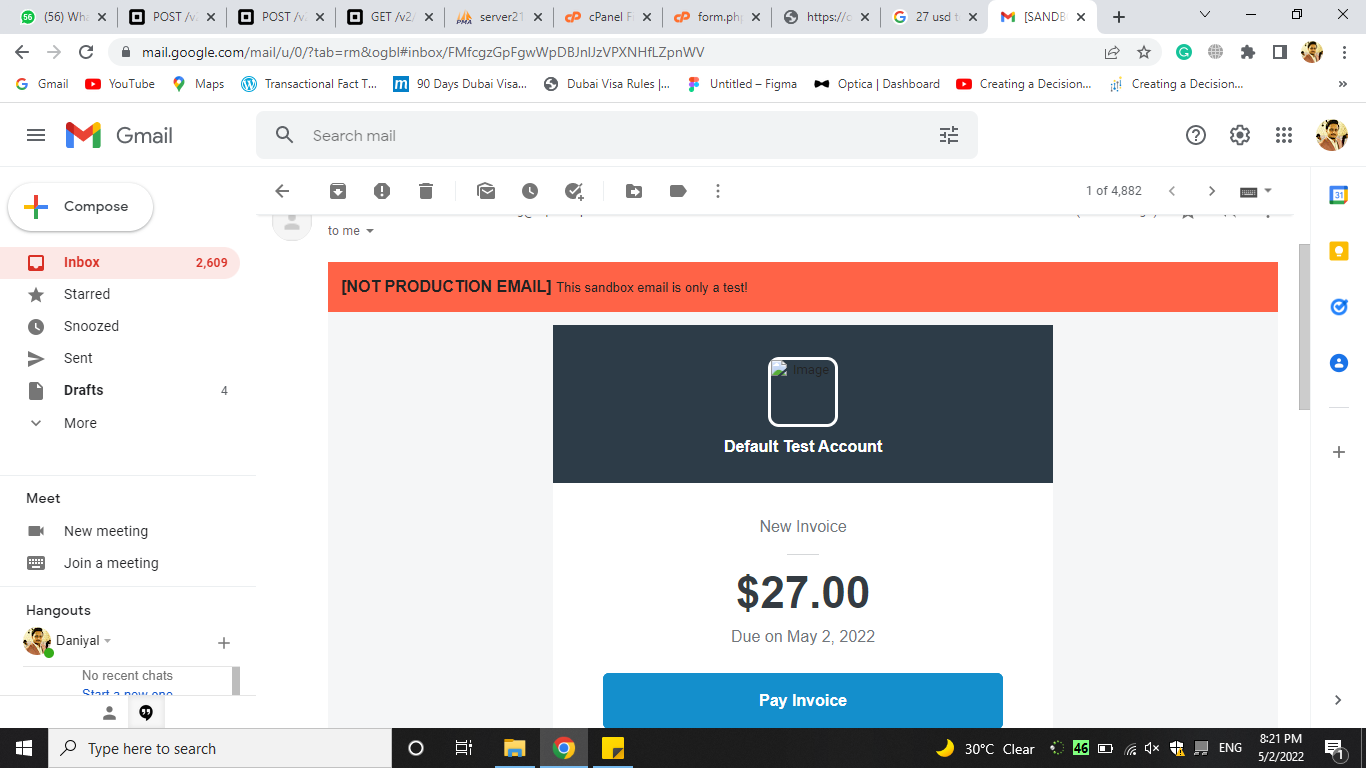 (56) Wha
POST /v2
POST /v.
GET /v2/
server21
cPanel F
form.ph
https://o
27 usd t
[SANDB
mail.google.com/mail/u/0/?tab=rm&ogbl#inbox/FMfcgzGpFgwWpDBJnlJzVPXNHfLZpnWV
Gmail
YouTube
Maps
Transactional Fact T...
90 Days Dubai Visa...
Dubai Visa Rules |...
Untitled – Figma
Optica | Dashboard
Creating a Decision...
Creating a Decision...
»
Gmail
Search mail
Compose
1 of 4,882
Inbox 2,609
Starred
Snoozed
Sent
Drafts 4
More
Meet
New meeting
Join a meeting
Hangouts
Daniyal
No recent chats
Start a new one
to me
[NOT PRODUCTION EMAIL] This sandbox email is only a test!
Image
Default Test Account
New Invoice
$27.00
Due on May 2, 2022
Pay Invoice
Type here to search
30°C Clear
46
ENG
8:21 PM
5/2/2022
1